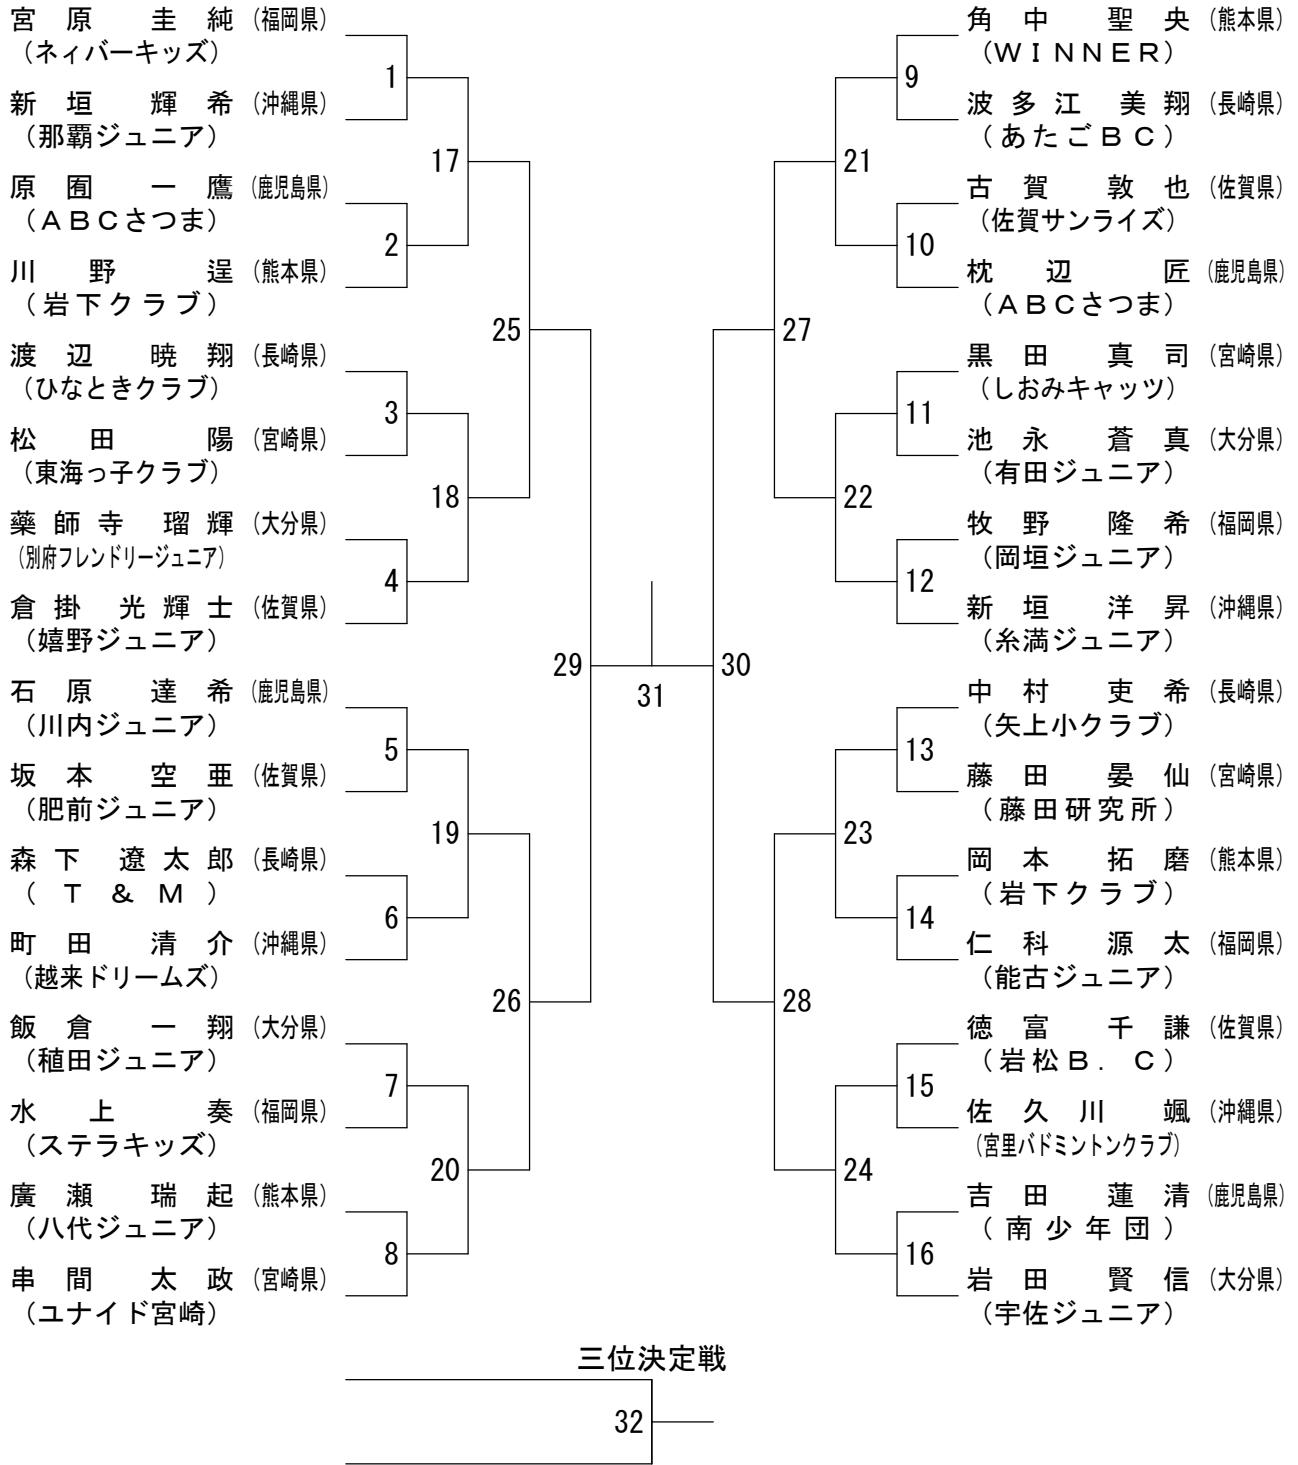 宮原 圭純 (福岡県)
(ネィバーキッズ)
1
新垣 輝希 (沖縄県)
(那覇ジュニア)
17
原囿 一鷹 (鹿児島県)
(ABCさつま)
2
川野 逞 (熊本県)
(岩下クラブ)
25
渡辺 暁翔 (長崎県)
(ひなときクラブ)
3
松田 陽 (宮崎県)
(東海っ子クラブ)
18
藥師寺 瑠輝 (大分県)
(別府フレンドリージュニア)
4
倉掛 光輝士 (佐賀県)
(嬉野ジュニア)
29
石原 達希 (鹿児島県)
(川内ジュニア)
5
坂本 空亜 (佐賀県)
(肥前ジュニア)
19
森下 遼太郎 (長崎県)
(T&M)
6
町田 清介 (沖縄県)
(越来ドリームズ)
26
飯倉 一翔 (大分県)
(稙田ジュニア)
7
水上 奏 (福岡県)
(ステラキッズ)
20
廣瀬 瑞起 (熊本県)
(八代ジュニア)
8
串間 太政 (宮崎県)
(ユナイド宮崎)
31
角中 聖央 (熊本県)
(WINNER)
9
波多江 美翔 (長崎県)
(あたごBC)
21
古賀 敦也 (佐賀県)
(佐賀サンライズ)
10
枕辺 匠 (鹿児島県)
(ABCさつま)
27
黒田 真司 (宮崎県)
(しおみキャッツ)
11
池永 蒼真 (大分県)
(有田ジュニア)
22
牧野 隆希 (福岡県)
(岡垣ジュニア)
12
新垣 洋昇 (沖縄県)
(糸満ジュニア)
30
中村 吏希 (長崎県)
(矢上小クラブ)
13
藤田 晏仙 (宮崎県)
(藤田研究所)
23
岡本 拓磨 (熊本県)
(岩下クラブ)
14
仁科 源太 (福岡県)
(能古ジュニア)
28
徳富 千謙 (佐賀県)
(岩松B. C)
15
佐久川 颯 (沖縄県)
(宮里バドミントンクラブ)
24
吉田 蓮清 (鹿児島県)
(南少年団)
16
岩田 賢信 (大分県)
(宇佐ジュニア)
三位決定戦
32